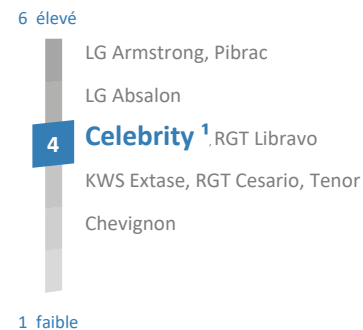 6 élevé
LG Armstrong, Pibrac
LG Absalon
4 Celebrity ¹, RGT Libravo
KWS Extase, RGT Cesario, Tenor
Chevignon
1 faible